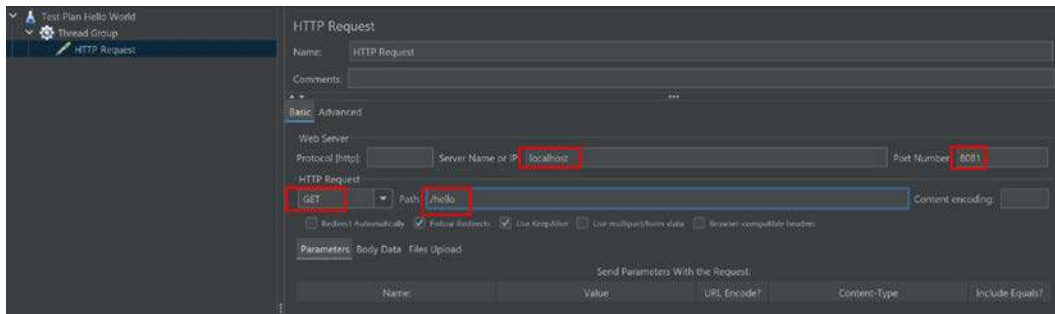 Test Plan Hello World
Thread Group
HTTP Request
HTTP Request
Name: HTTP Request
Comments:
Basic Advanced
Web Server
Protocol [http]: Server Name or IP: localhost Port Number: 8081
HTTP Request
GET Path: /hello Content encoding:
Redirect Automatically Follow Redirects Use KeepAlive Use multipart/form-data Browser-compatible headers
Parameters Body Data Files Upload
Send Parameters With the Request:
Name: Value URL Encode? Content-Type Include Equals?